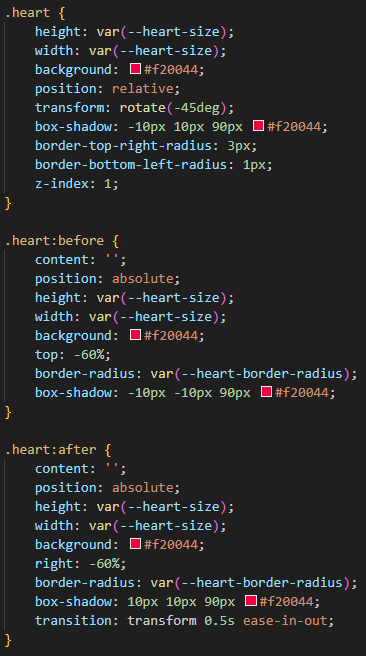 .heart {
    height: var(--heart-size);
    width: var(--heart-size);
    background: #f20044;
    position: relative;
    transform: rotate(-45deg);
    box-shadow: -10px 10px 90px #f20044;
    border-top-right-radius: 3px;
    border-bottom-left-radius: 1px;
    z-index: 1;
}

.heart:before {
    content: '';
    position: absolute;
    height: var(--heart-size);
    width: var(--heart-size);
    background: #f20044;
    top: -60%;
    border-radius: var(--heart-border-radius);
    box-shadow: -10px -10px 90px #f20044;
}

.heart:after {
    content: '';
    position: absolute;
    height: var(--heart-size);
    width: var(--heart-size);
    background: #f20044;
    right: -60%;
    border-radius: var(--heart-border-radius);
    box-shadow: 10px 10px 90px #f20044;
    transition: transform 0.5s ease-in-out;
}